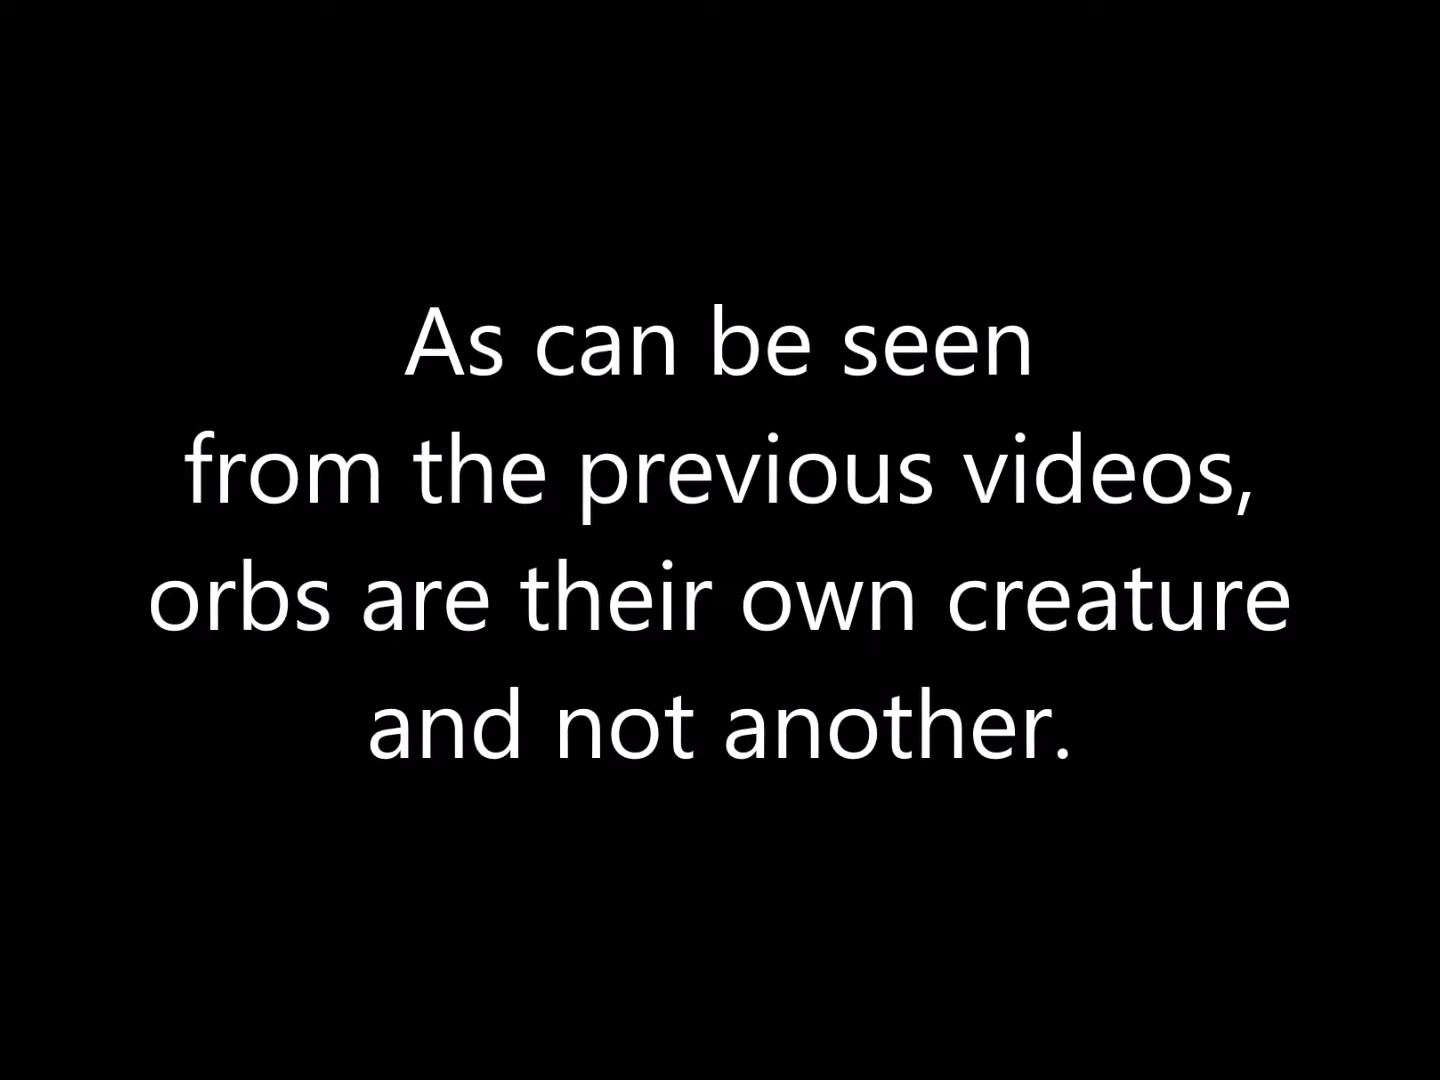 As can be seen
from the previous videos,
orbs are their own creature
and not another.